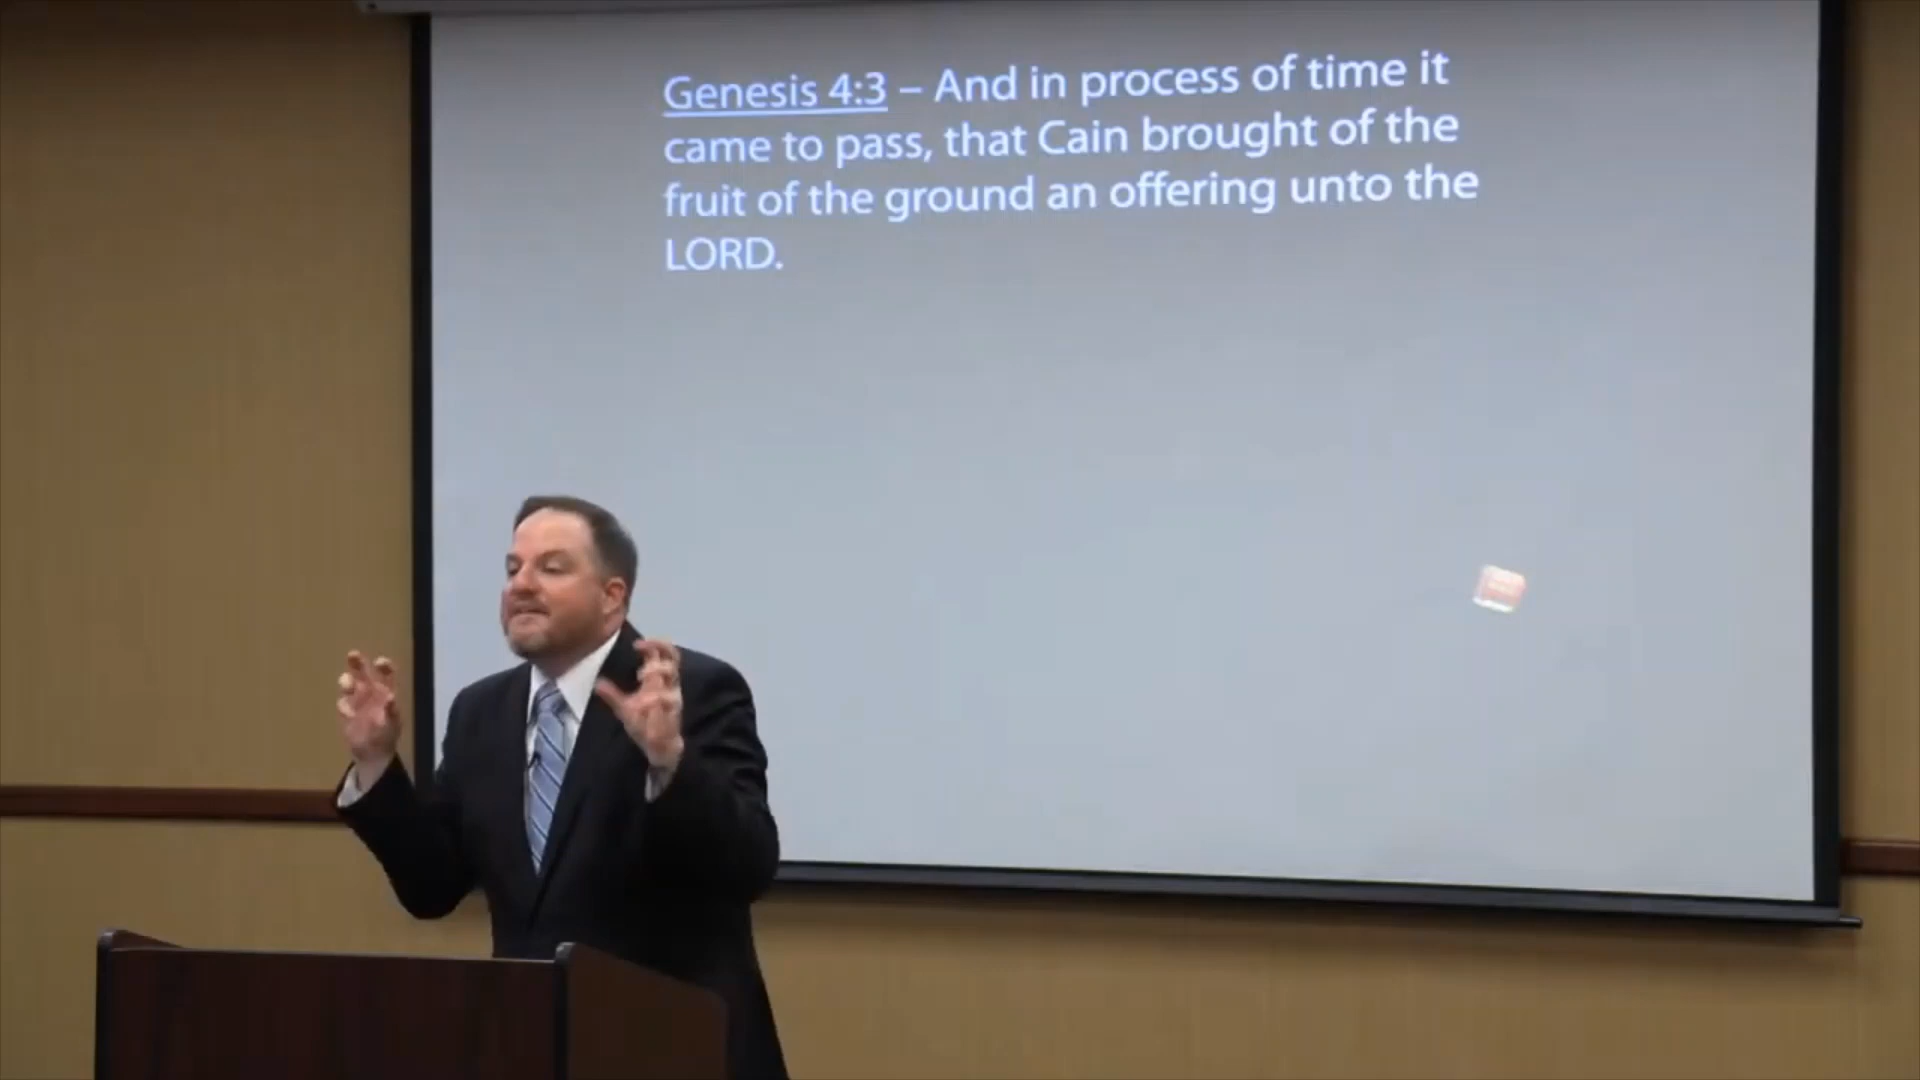 Genesis 4:3 – And in process of time it
came to pass, that Cain brought of the
fruit of the ground an offering unto the
LORD.